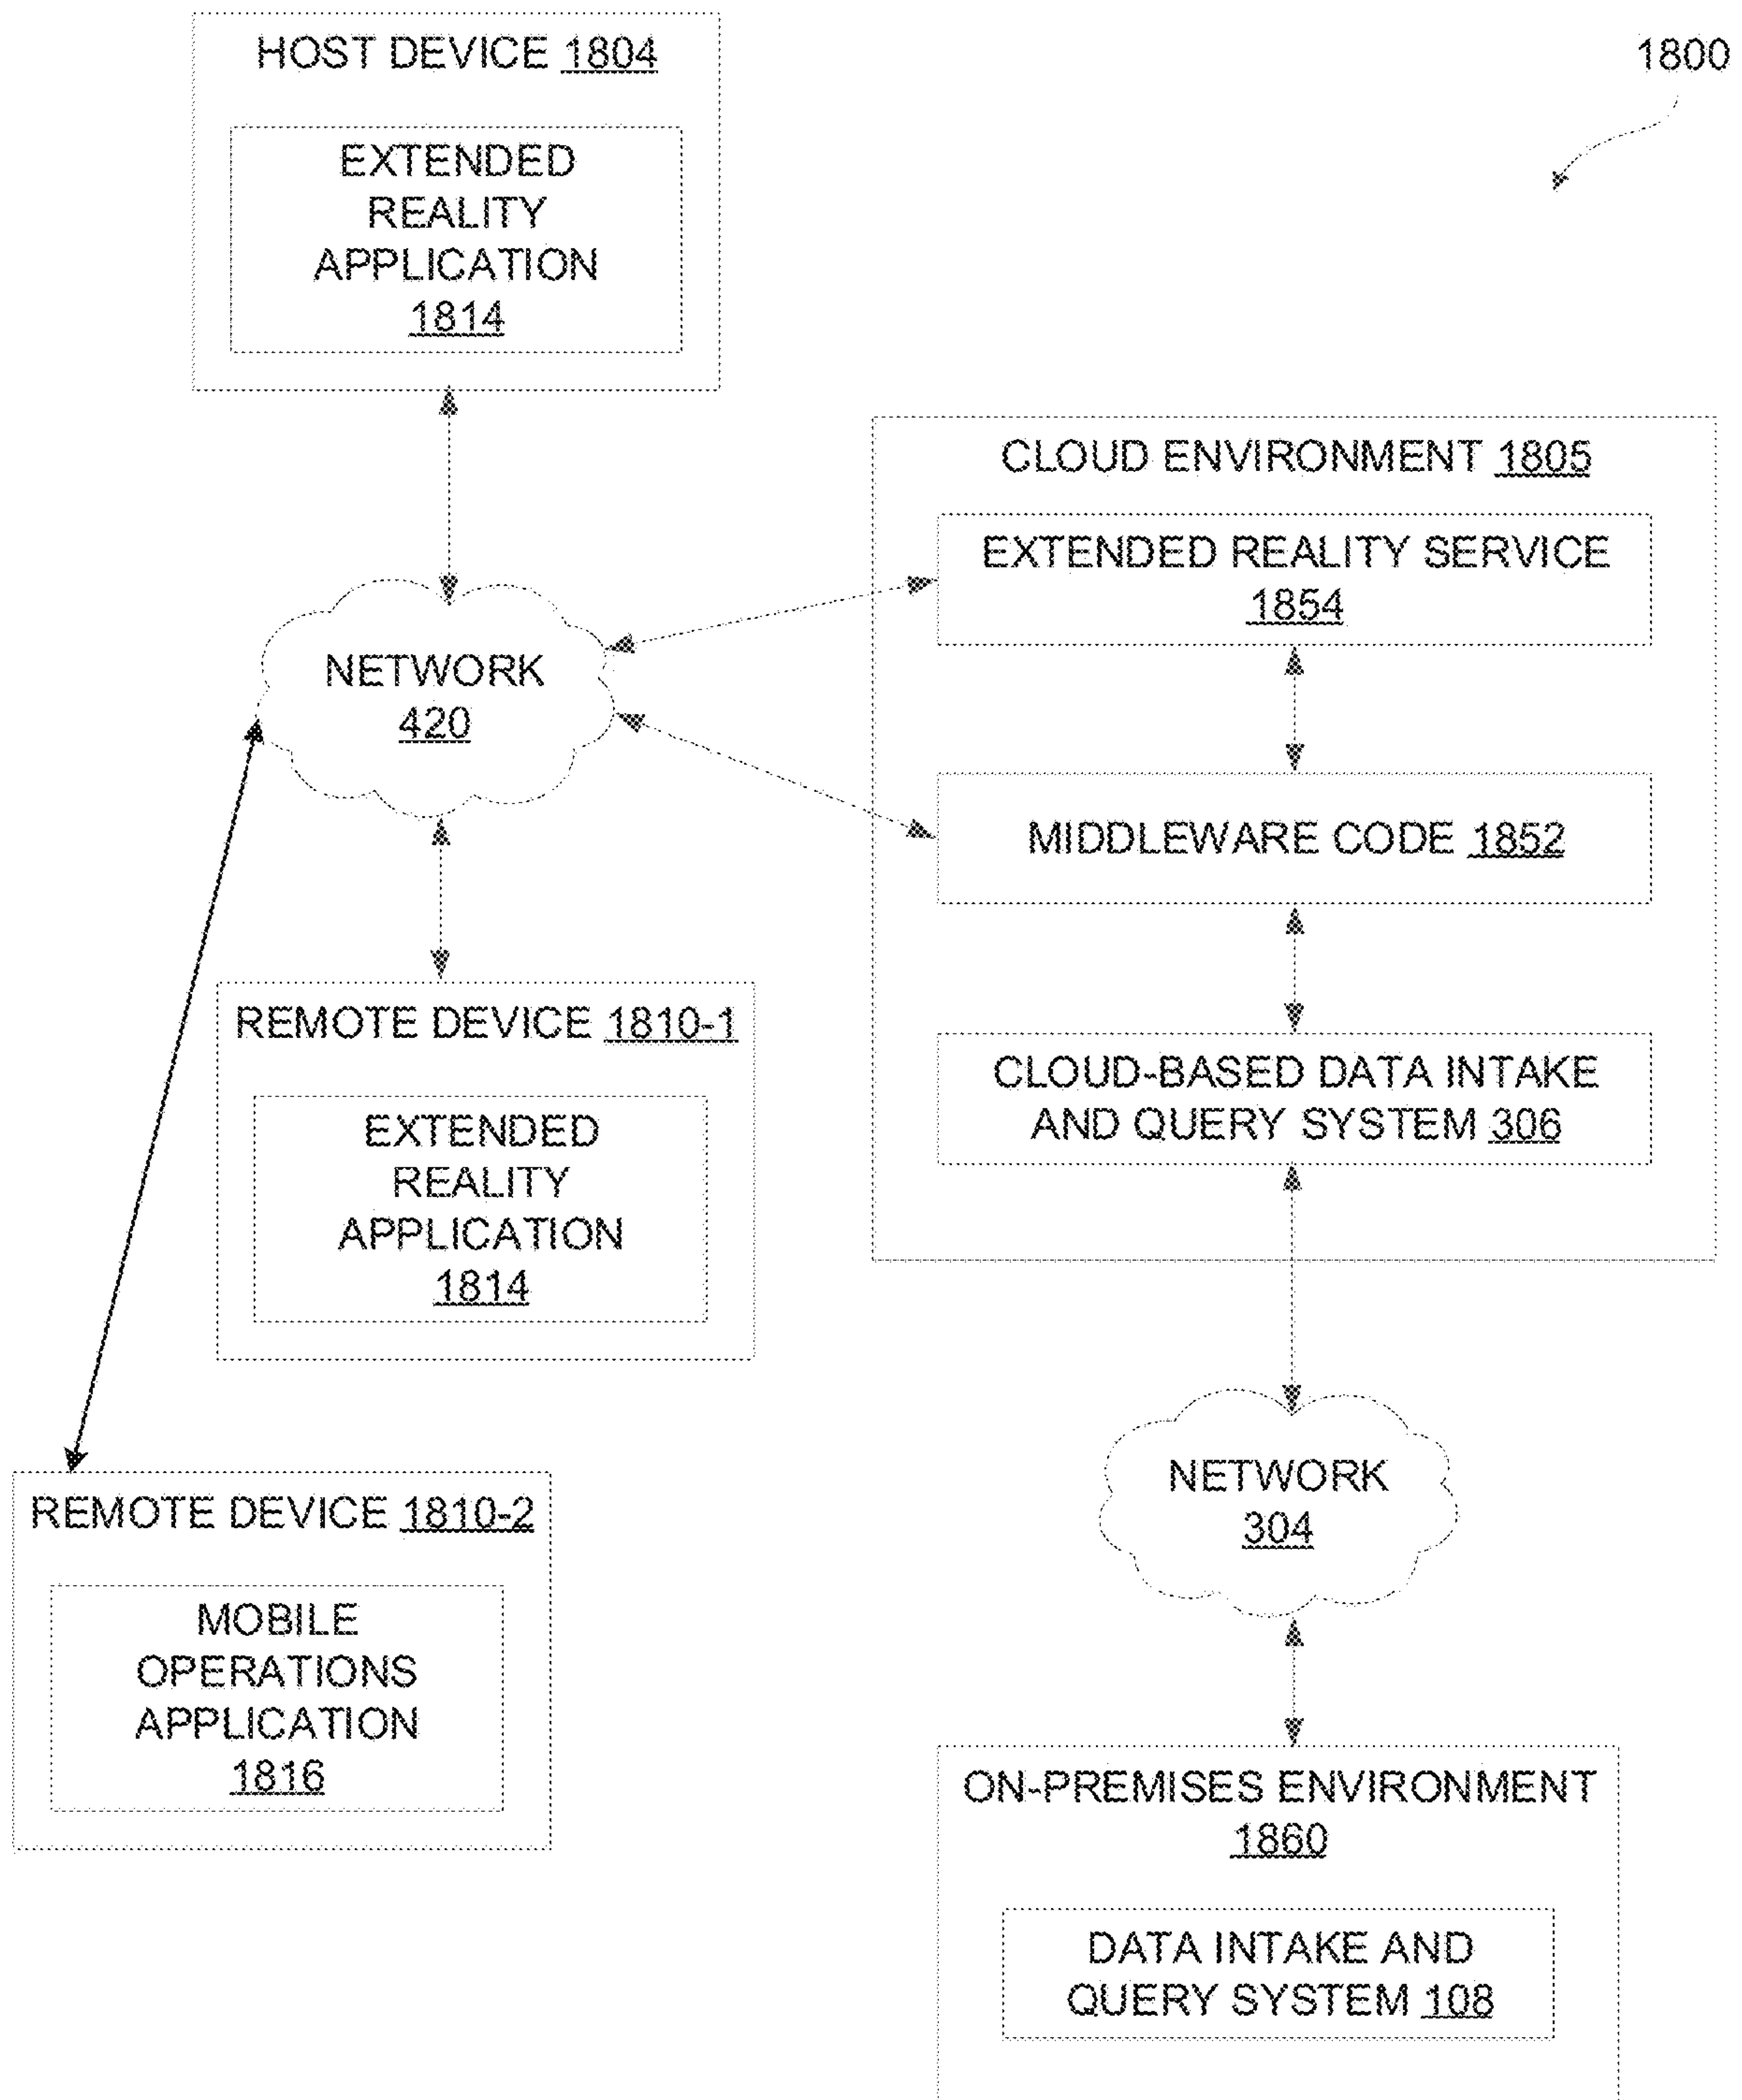 HOST DEVICE 1804
EXTENDED
REALITY
APPLICATION
1814
1800
CLOUD ENVIRONMENT 1805
EXTENDED REALITY SERVICE
1854
NETWORK
420
MIDDLEWARE CODE 1852
REMOTE DEVICE 1810-1
EXTENDED
REALITY
APPLICATION
1814
CLOUD-BASED DATA INTAKE
AND QUERY SYSTEM 306
NETWORK
304
REMOTE DEVICE 1810-2
MOBILE
OPERATIONS
APPLICATION
1816
ON-PREMISES ENVIRONMENT
1860
DATA INTAKE AND
QUERY SYSTEM 108